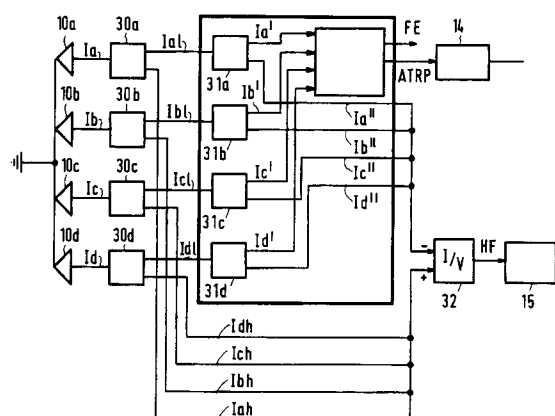 10a 30a Ia Ial 31a Ia' FE 14
ATRP
10b 30b Ib Ibl 31b Ib' Ia"
Ib"
10c 30c Ic Icl 31c Ic' Ic"
Id"
10d 30d Id Idl 31d Id'
- I/V HF
+ 32 15
Idh
Ich
Ibh
Iah